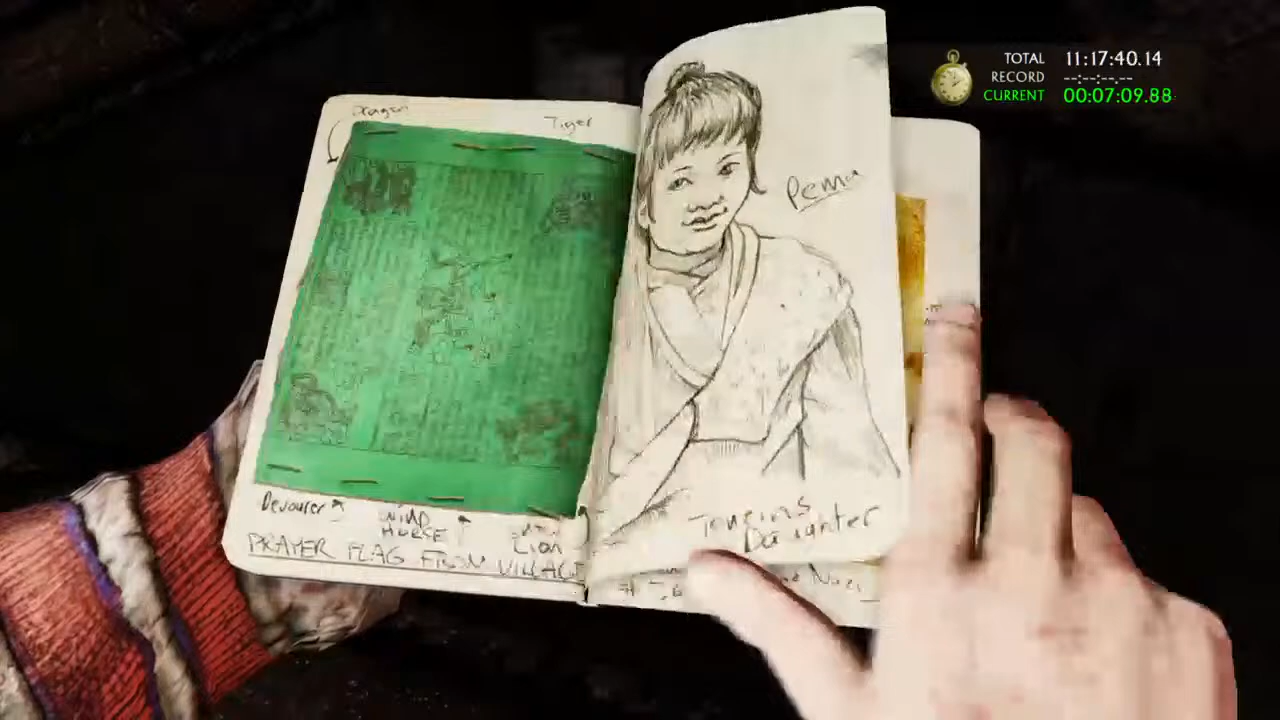 TOTAL 11:17:40.14
RECORD --:--:--.--
CURRENT 00:07:09.88
Dragon
Tiger
Pema
Devourer
WIND
HORSE
Lion
PRAYER FLAG FROM VILLAGE
Tenzin's
Daughter